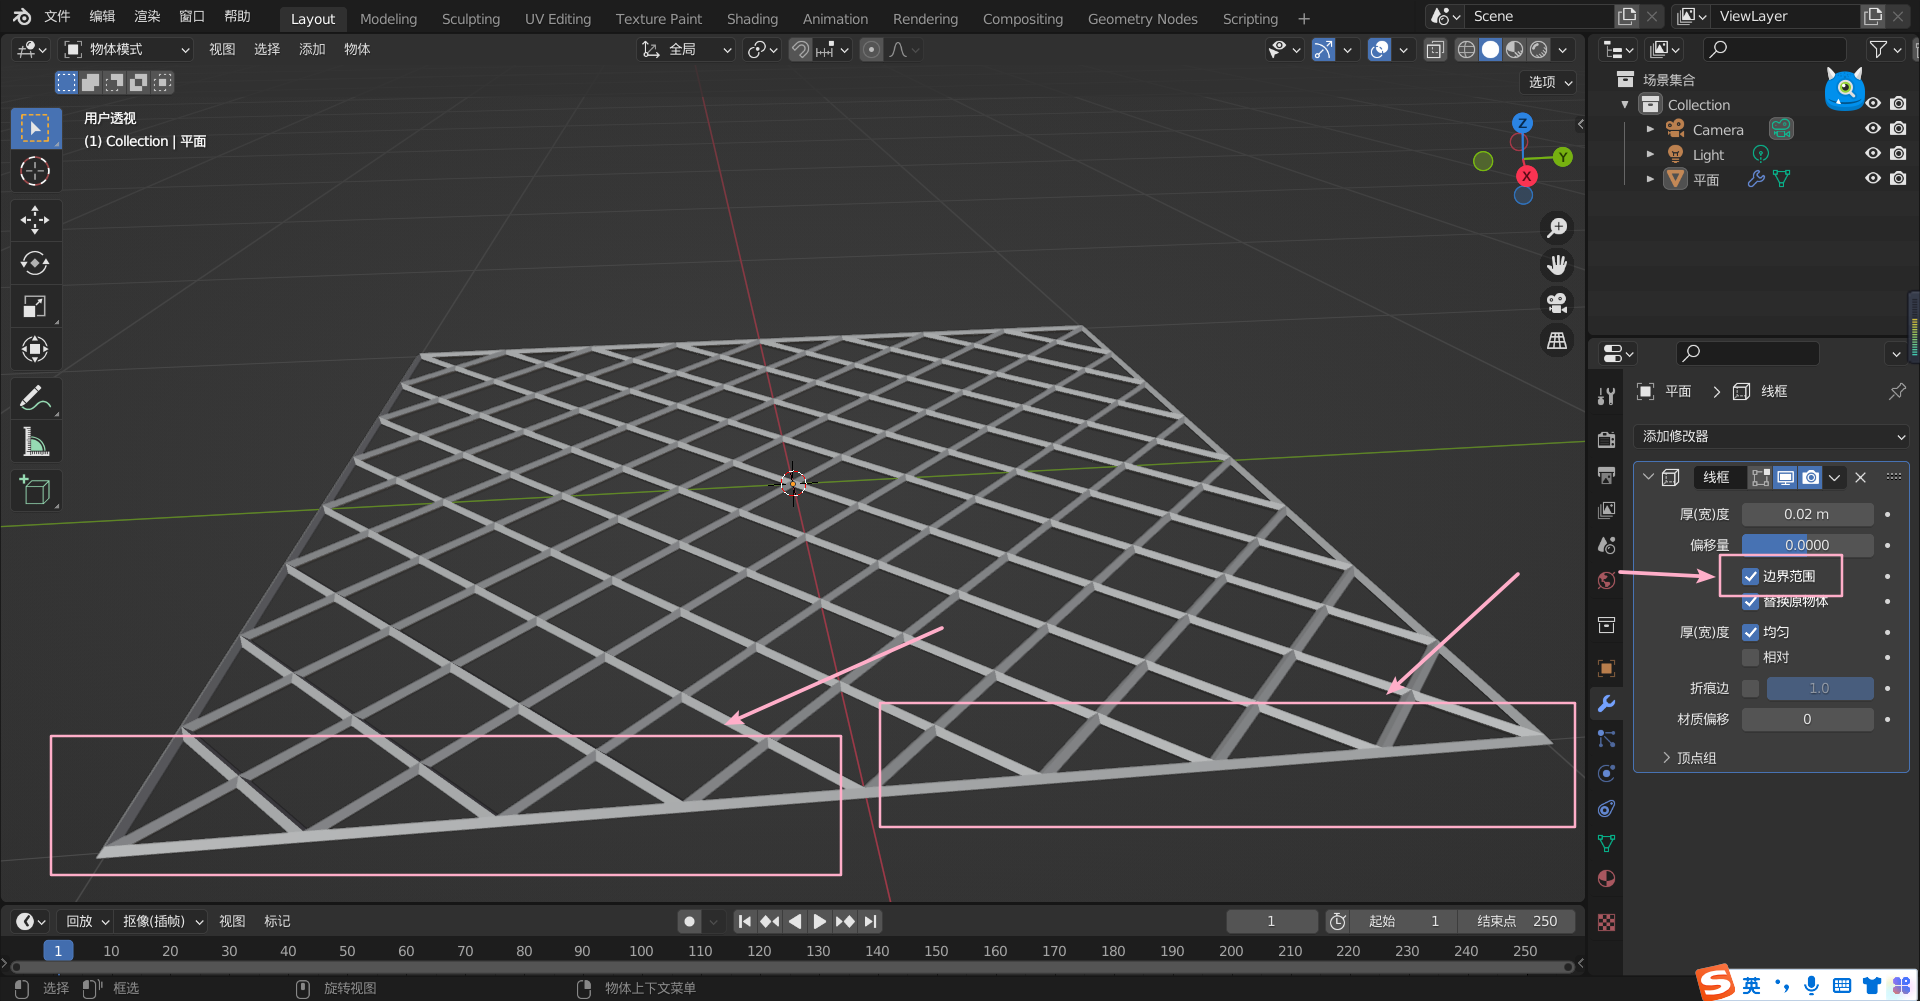 文件 编辑 渲染 窗口 帮助 Layout Modeling Sculpting UV Editing Texture Paint Shading Animation Rendering Compositing Geometry Nodes Scripting + Scene ViewLayer
物体模式 视图 选择 添加 物体 全局
选项
用户透视
(1) Collection | 平面
Z
Y
X
场景集合
Collection
Camera
Light
平面
平面 > 线框
添加修改器
线框
厚(宽)度 0.02 m
偏移量 0.0000
边界范围
替换原物体
厚(宽)度 均匀
相对
折痕边 1.0
材质偏移 0
顶点组
回放 抠像(插帧) 视图 标记 1 起始 1 结束点 250
1 10 20 30 40 50 60 70 80 90 100 110 120 130 140 150 160 170 180 190 200 210 220 230 240 250
选择 框选 旋转视图 物体上下文菜单
S 英